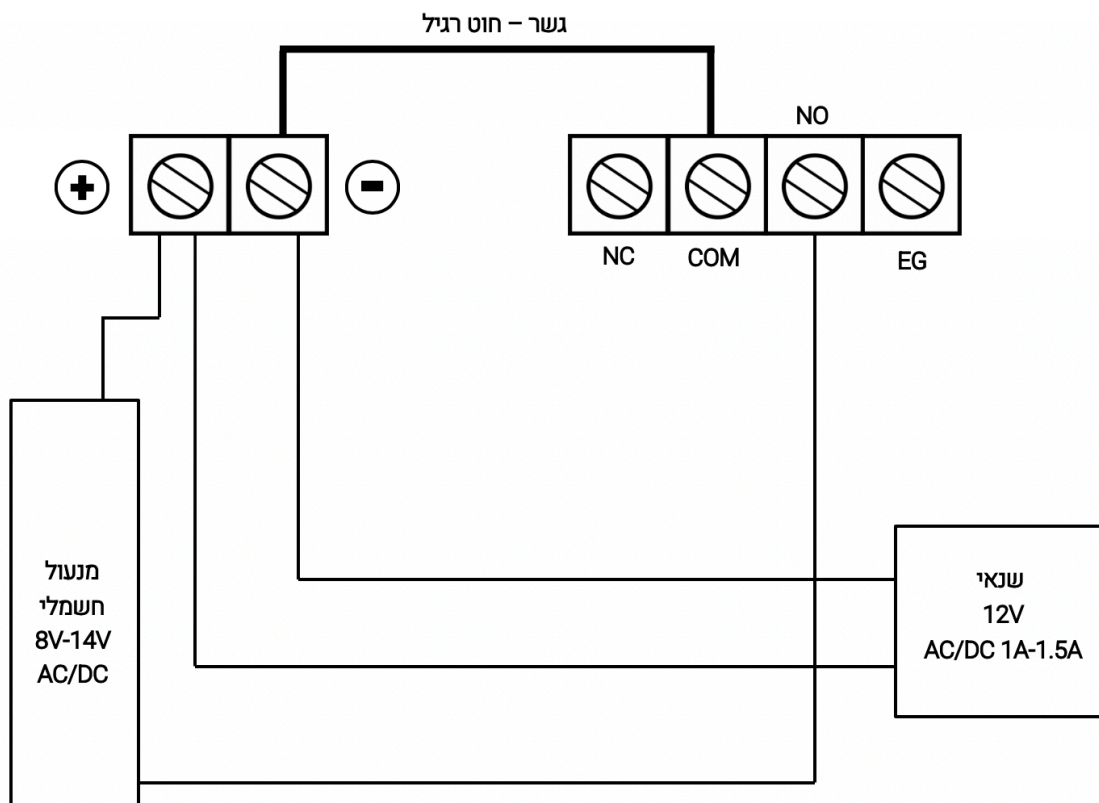 גשר – חוט רגיל
NO
+
-
NC
COM
EG
מנעול
חשמלי
8V-14V
AC/DC
שנאי
12V
AC/DC 1A-1.5A